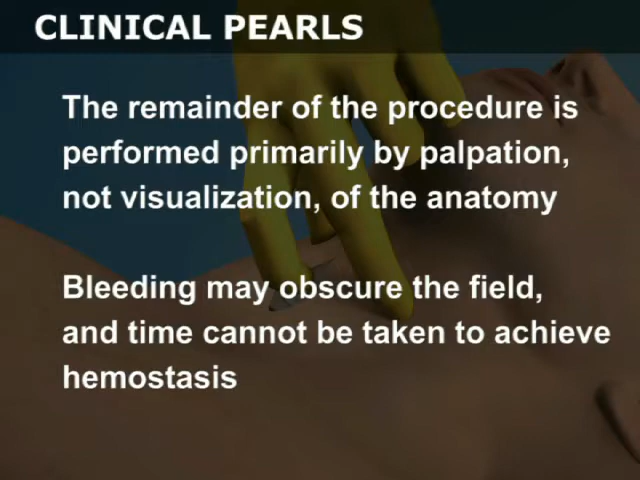 CLINICAL PEARLS
The remainder of the procedure is
performed primarily by palpation,
not visualization, of the anatomy
Bleeding may obscure the field,
and time cannot be taken to achieve
hemostasis